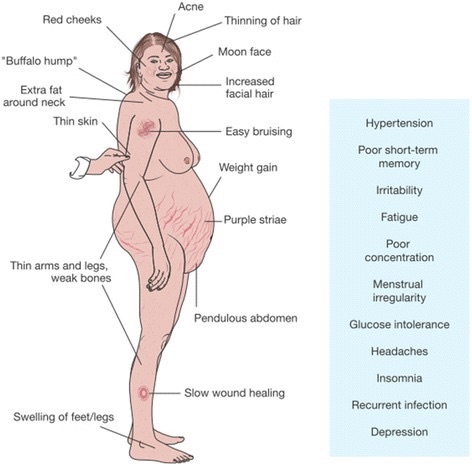 Acne
Red cheeks
Thinning of hair
Moon face
"Buffalo hump"
Increased
facial hair
Extra fat
around neck
Thin skin
Easy bruising
Weight gain
Purple striae
Thin arms and legs,
weak bones
Pendulous abdomen
Slow wound healing
Swelling of feet/legs
Hypertension
Poor short-term
memory
Irritability
Fatigue
Poor
concentration
Menstrual
irregularity
Glucose intolerance
Headaches
Insomnia
Recurrent infection
Depression